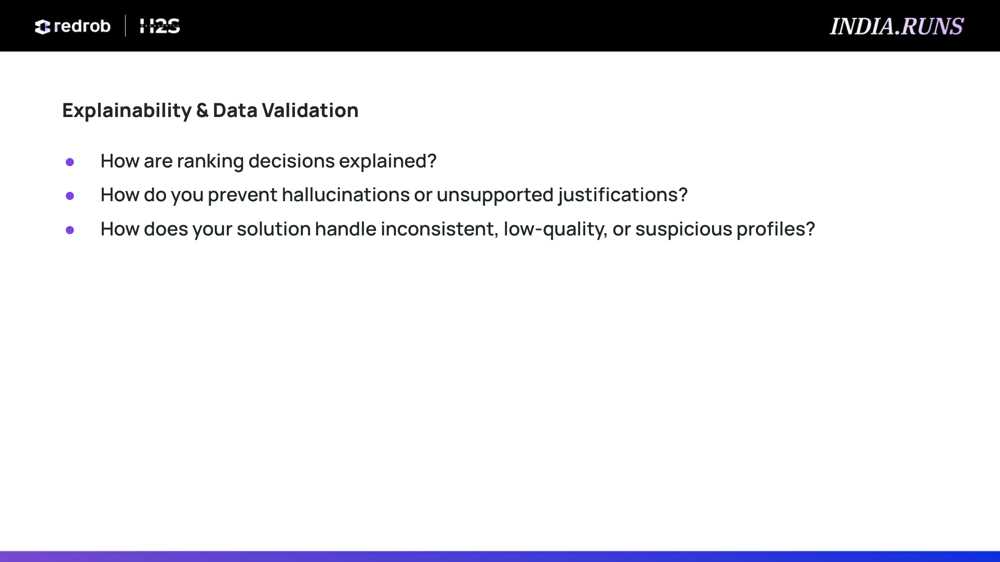 redrob
H2S
HACK2SKILL
INDIA.RUNS
Explainability & Data Validation
● How are ranking decisions explained?
● How do you prevent hallucinations or unsupported justifications?
● How does your solution handle inconsistent, low-quality, or suspicious profiles?